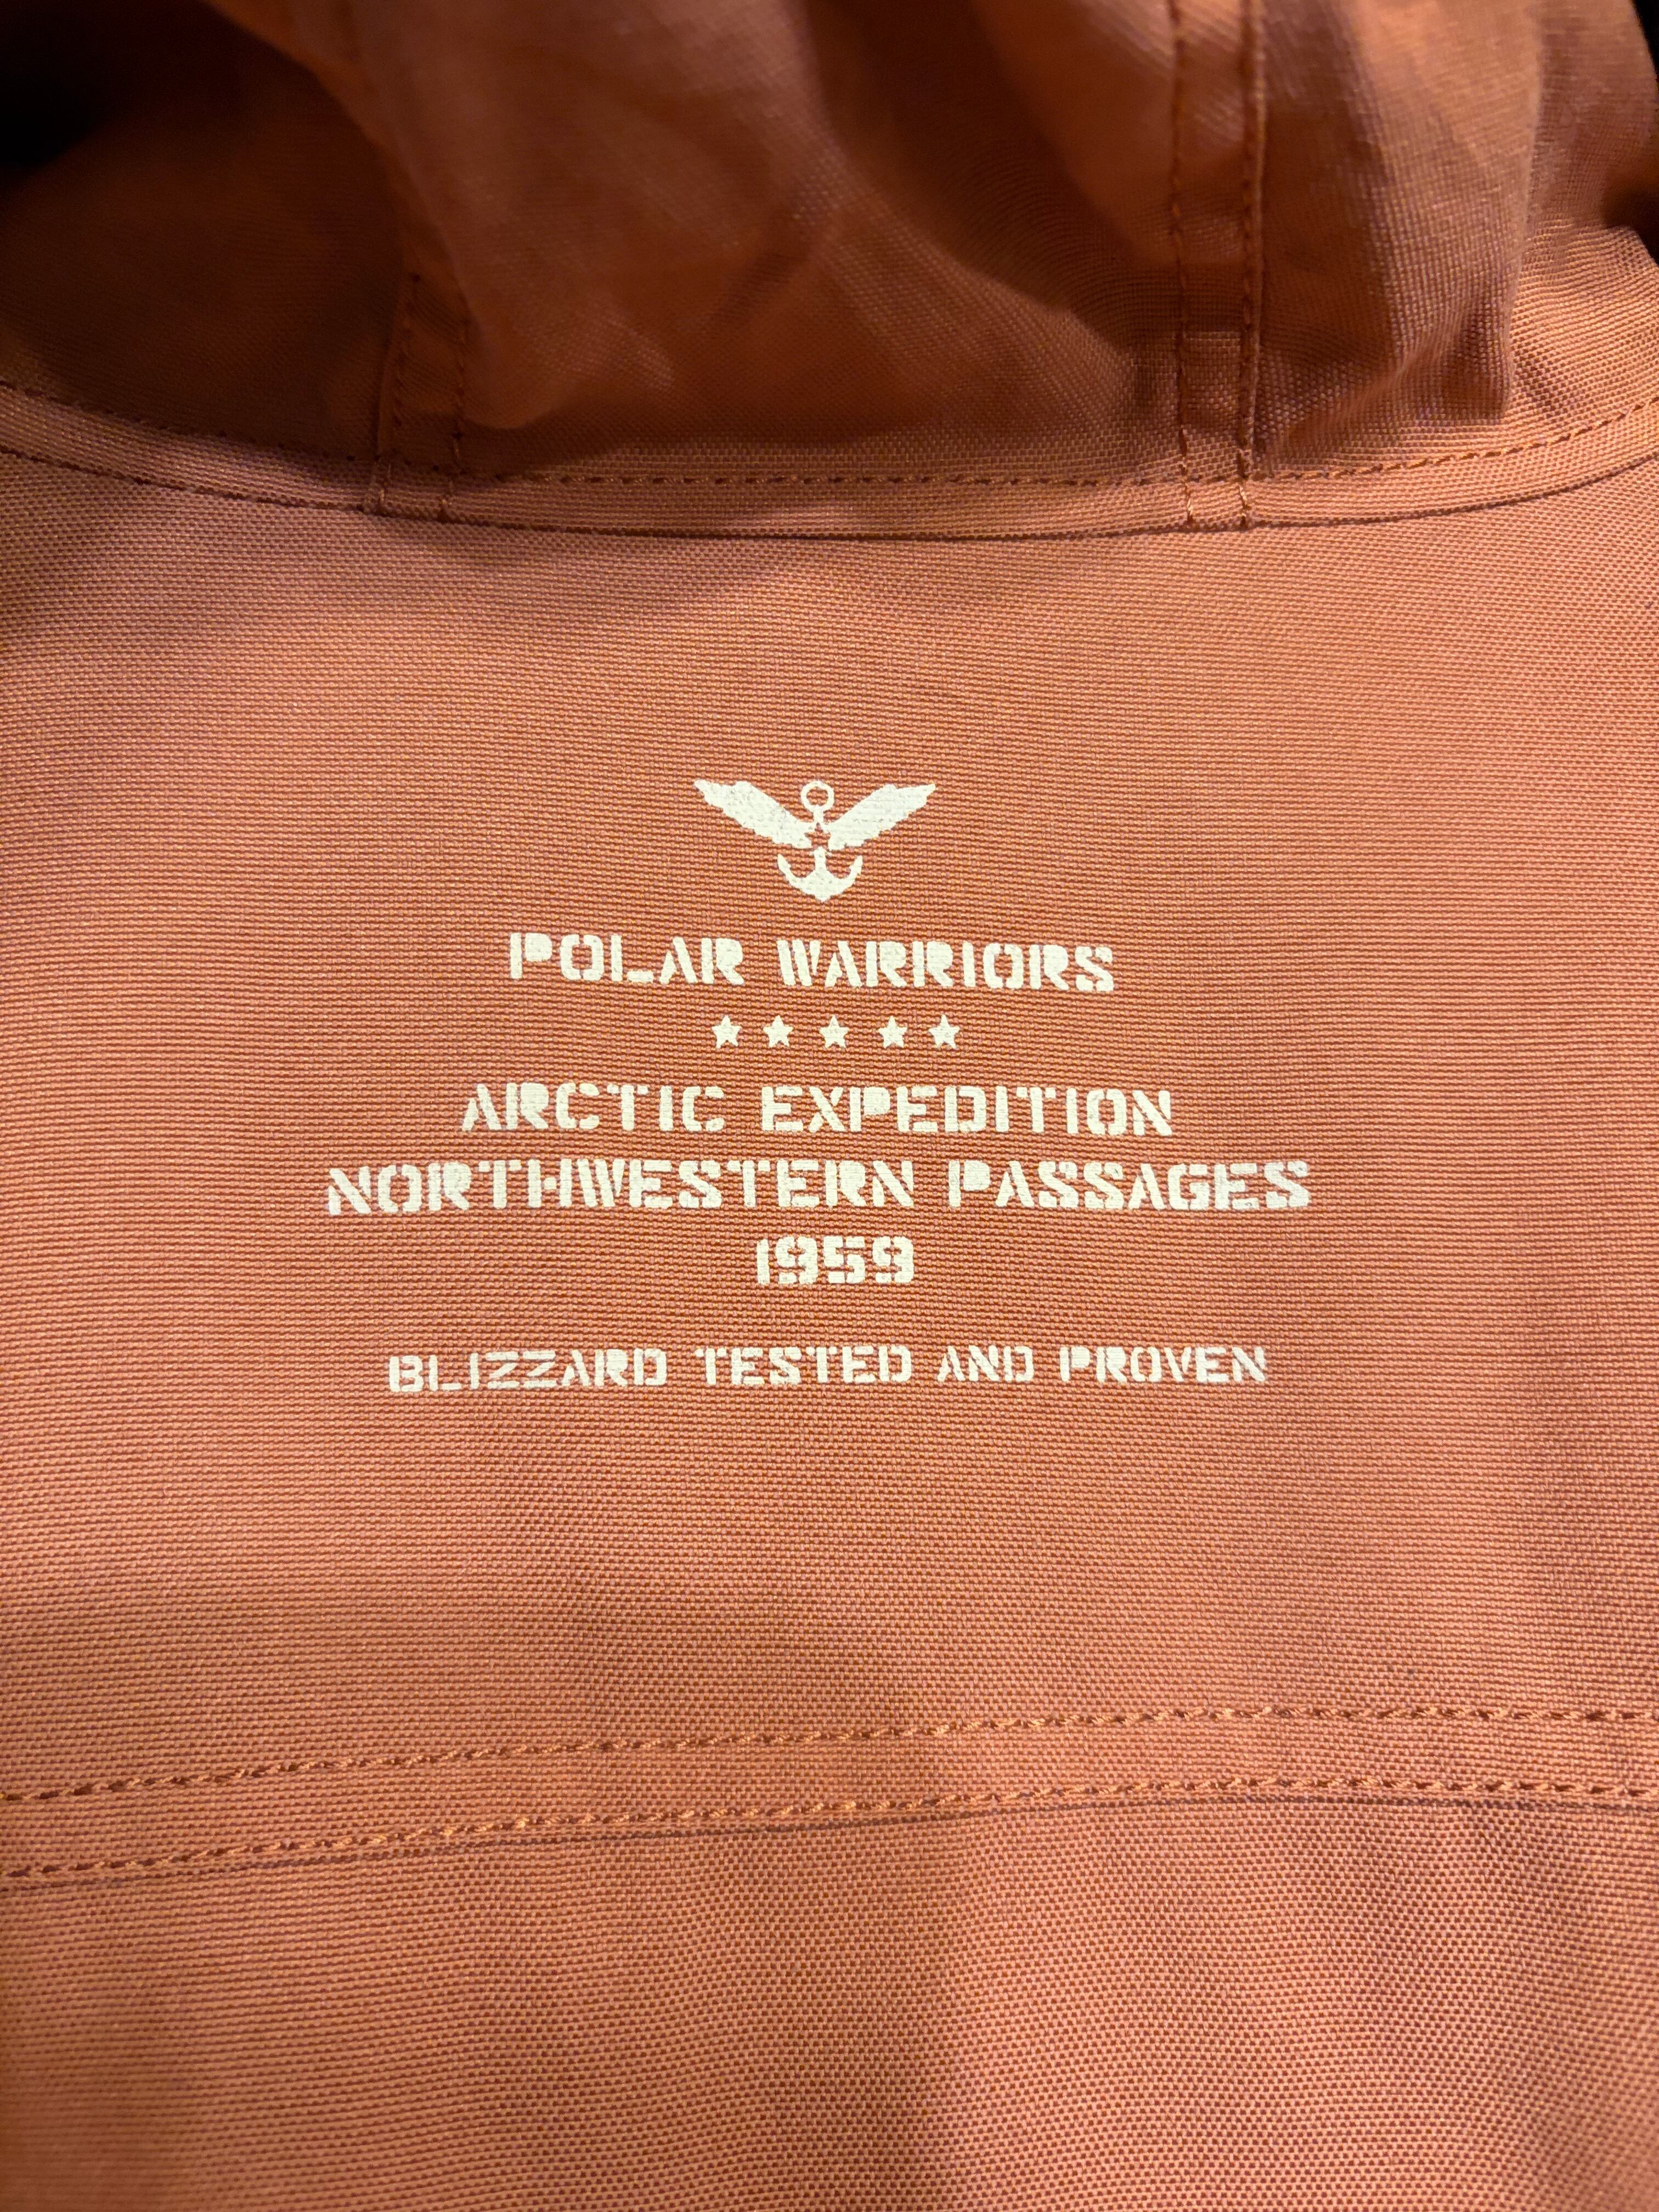 POLAR WARRIORS
★★★★★
ARCTIC EXPEDITION
NORTHWESTERN PASSAGES
1959
BLIZZARD TESTED AND PROVEN